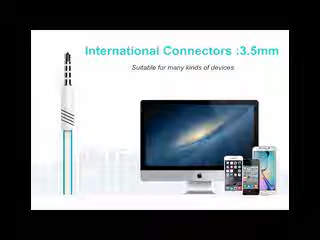 International Connectors :3.5mm
Suitable for many kinds of devices.